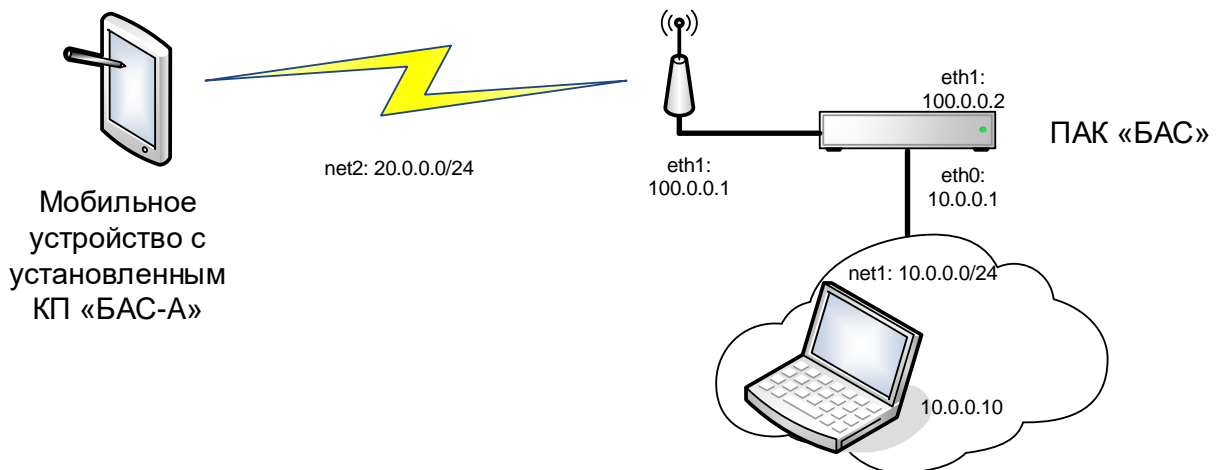 eth1:
100.0.0.2
ПАК «БАС»
net2: 20.0.0.0/24
eth1:
100.0.0.1
eth0:
10.0.0.1
Мобильное
устройство с
установленным
КП «БАС-А»
net1: 10.0.0.0/24
10.0.0.10